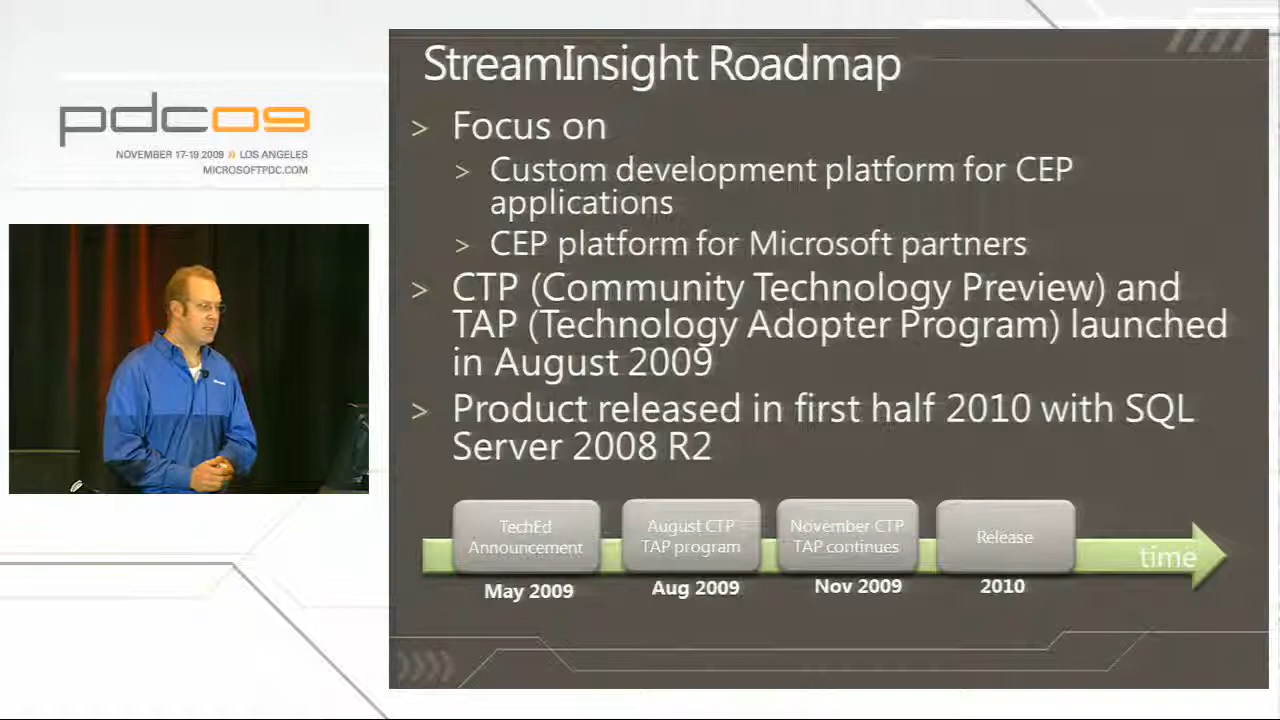 pdc09
NOVEMBER 17-19 2009 » LOS ANGELES
MICROSOFTPDC.COM
StreamInsight Roadmap
> Focus on
> Custom development platform for CEP
applications
> CEP platform for Microsoft partners
> CTP (Community Technology Preview) and
TAP (Technology Adopter Program) launched
in August 2009
> Product released in first half 2010 with SQL
Server 2008 R2
TechEd
Announcement
August CTP
TAP program
November CTP
TAP continues
Release
time
May 2009
Aug 2009
Nov 2009
2010